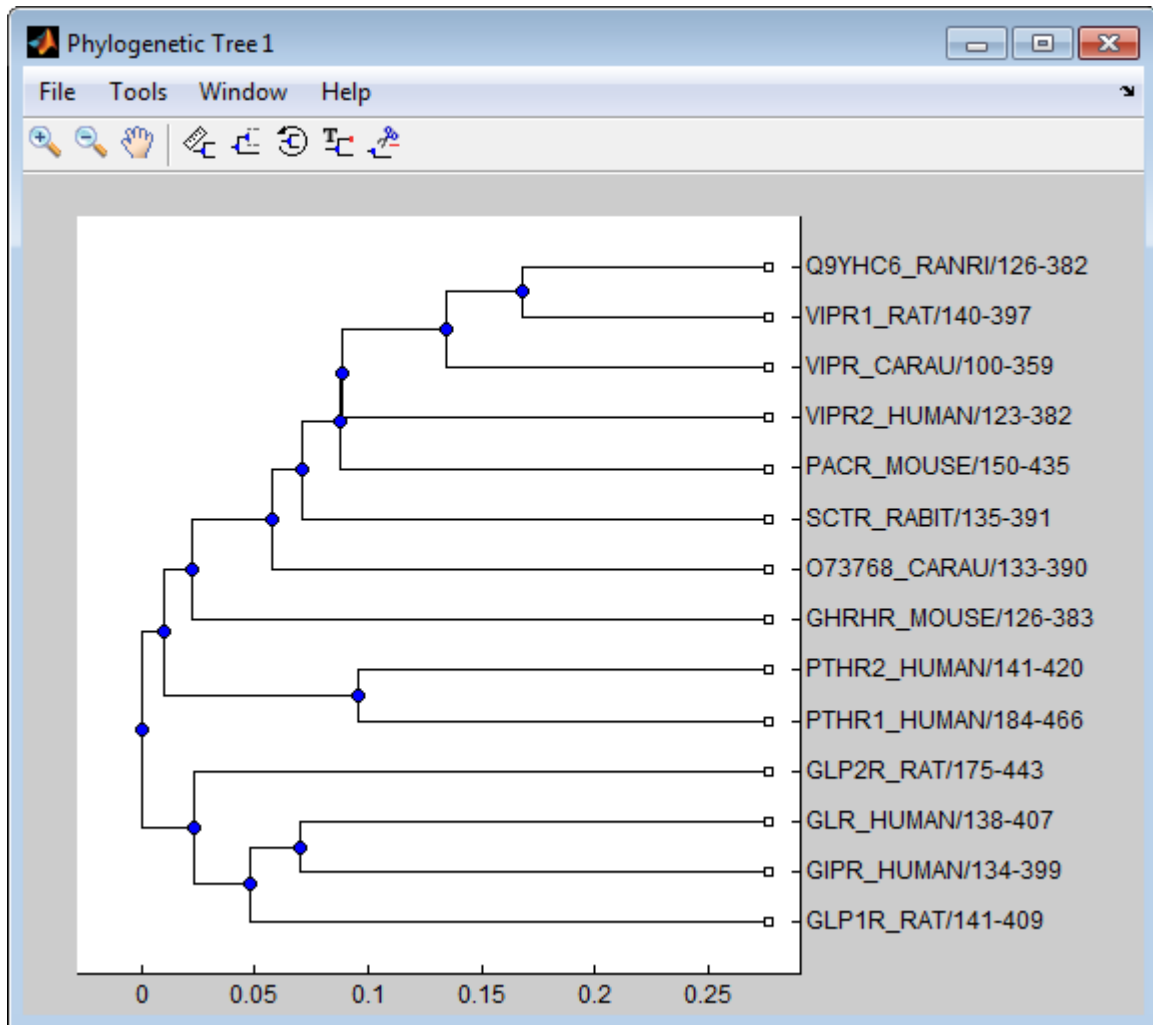 Phylogenetic Tree 1
File Tools Window Help
Q9YHC6_RANRI/126-382
VIPR1_RAT/140-397
VIPR_CARAU/100-359
VIPR2_HUMAN/123-382
PACR_MOUSE/150-435
SCTR_RABIT/135-391
O73768_CARAU/133-390
GHRHR_MOUSE/126-383
PTHR2_HUMAN/141-420
PTHR1_HUMAN/184-466
GLP2R_RAT/175-443
GLR_HUMAN/138-407
GIPR_HUMAN/134-399
GLP1R_RAT/141-409
0 0.05 0.1 0.15 0.2 0.25